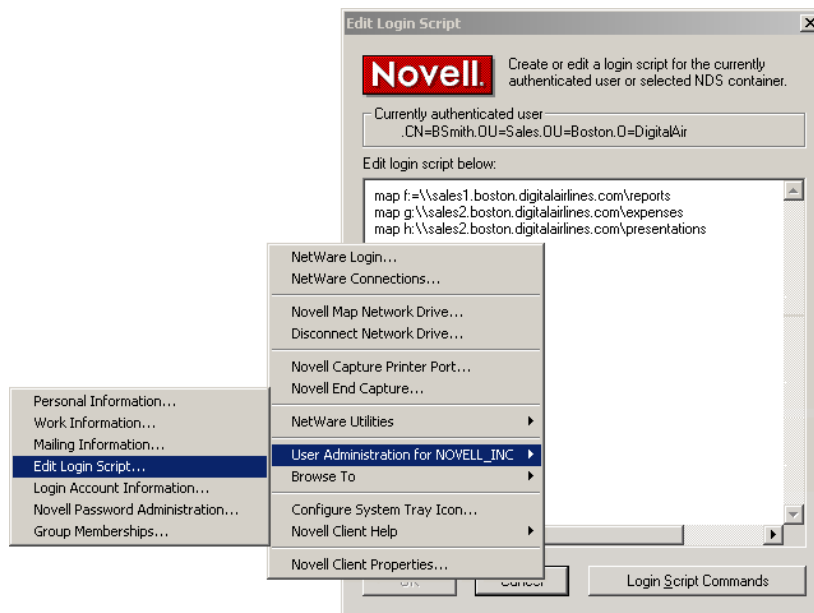 Edit Login Script
Novell.
Create or edit a login script for the currently
authenticated user or selected NDS container.
Currently authenticated user
.CN=BSmith.OU=Sales.OU=Boston.O=DigitalAir
Edit login script below:
map f:=\\sales1.boston.digitalairlines.com\reports
map g:\\sales2.boston.digitalairlines.com\expenses
map h:\\sales2.boston.digitalairlines.com\presentations
NetWare Login...
NetWare Connections...
Novell Map Network Drive...
Disconnect Network Drive...
Novell Capture Printer Port...
Novell End Capture...
NetWare Utilities
User Administration for NOVELL_INC
Browse To
Configure System Tray Icon...
Novell Client Help
Novell Client Properties...
Personal Information...
Work Information...
Mailing Information...
Edit Login Script...
Login Account Information...
Novell Password Administration...
Group Memberships...
OK
Cancel
Login Script Commands